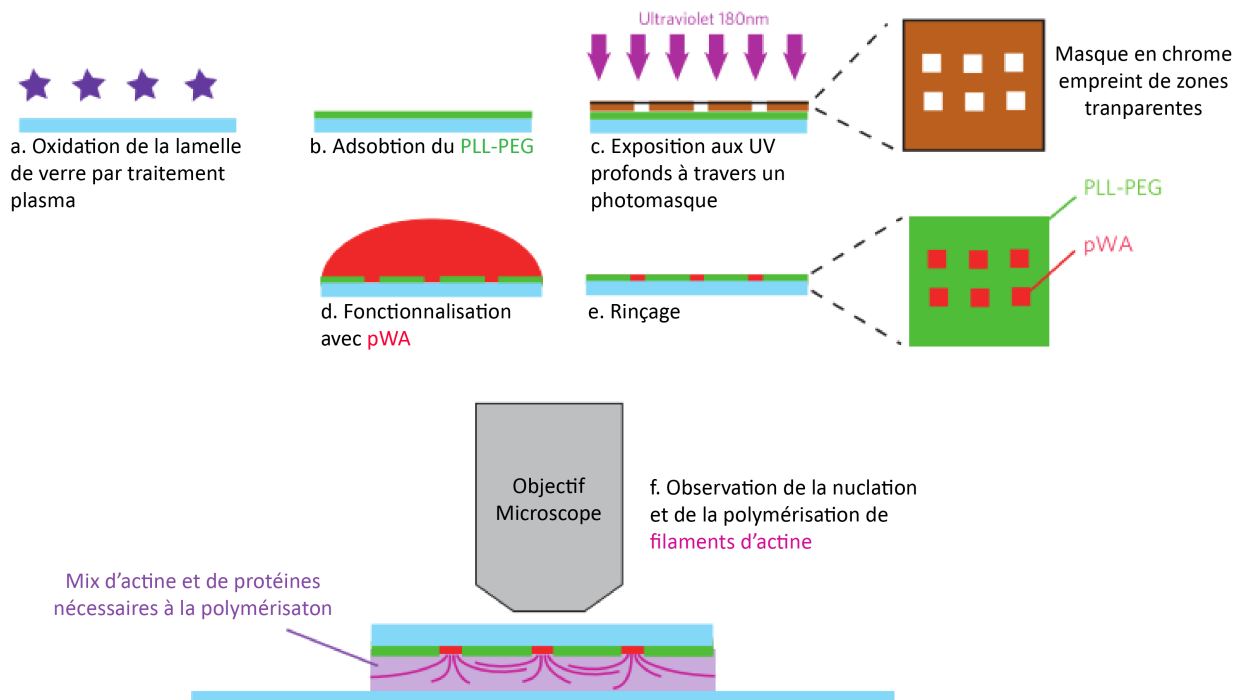 Ultraviolet 180nm
Masque en chrome
empreint de zones
tranparentes
a. Oxidation de la lamelle
de verre par traitement
plasma
b. Adsobtion du PLL-PEG
c. Exposition aux UV
profonds à travers un
photomasque
PLL-PEG
pWA
d. Fonctionnalisation
avec pWA
e. Rinçage
Objectif
Microscope
f. Observation de la nuclation
et de la polymérisation de
filaments d'actine
Mix d'actine et de protéines
nécessaires à la polymérisaton